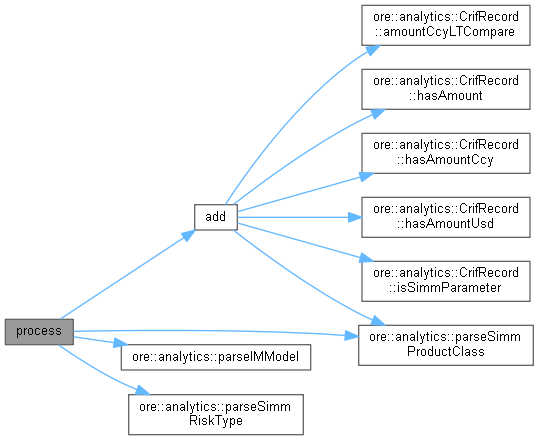 ore::analytics::CrifRecord
::amountCcyLTCompare
ore::analytics::CrifRecord
::hasAmount
ore::analytics::CrifRecord
::hasAmountCcy
add
ore::analytics::CrifRecord
::hasAmountUsd
ore::analytics::CrifRecord
::isSimmParameter
process
ore::analytics::parseSimm
ProductClass
ore::analytics::parseIMModel
ore::analytics::parseSimm
RiskType